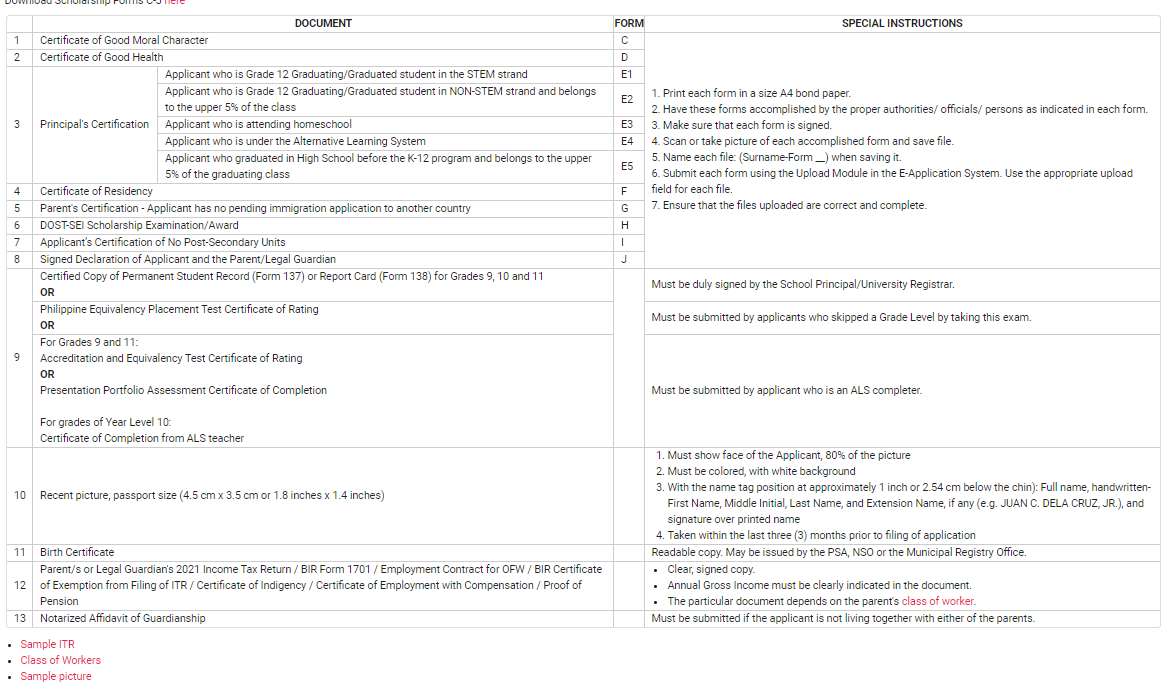 Download Scholarship Forms C-J here
DOCUMENT FORM SPECIAL INSTRUCTIONS
1 Certificate of Good Moral Character C
2 Certificate of Good Health D
3 Principal's Certification
Applicant who is Grade 12 Graduating/Graduated student in the STEM strand E1
Applicant who is Grade 12 Graduating/Graduated student in NON-STEM strand and belongs
to the upper 5% of the class E2
Applicant who is attending homeschool E3
Applicant who is under the Alternative Learning System E4
Applicant who graduated in High School before the K-12 program and belongs to the upper
5% of the graduating class E5
4 Certificate of Residency F
5 Parent's Certification - Applicant has no pending immigration application to another country G
6 DOST-SEI Scholarship Examination/Award H
7 Applicant's Certification of No Post-Secondary Units I
8 Signed Declaration of Applicant and the Parent/Legal Guardian J
1. Print each form in a size A4 bond paper.
2. Have these forms accomplished by the proper authorities/ officials/ persons as indicated in each form.
3. Make sure that each form is signed.
4. Scan or take picture of each accomplished form and save file.
5. Name each file: (Surname-Form __) when saving it.
6. Submit each form using the Upload Module in the E-Application System. Use the appropriate upload
field for each file.
7. Ensure that the files uploaded are correct and complete.
9
Certified Copy of Permanent Student Record (Form 137) or Report Card (Form 138) for Grades 9, 10 and 11
OR
Must be duly signed by the School Principal/University Registrar.
Philippine Equivalency Placement Test Certificate of Rating
OR
Must be submitted by applicants who skipped a Grade Level by taking this exam.
For Grades 9 and 11:
Accreditation and Equivalency Test Certificate of Rating
OR
Presentation Portfolio Assessment Certificate of Completion
For grades of Year Level 10:
Certificate of Completion from ALS teacher
Must be submitted by applicant who is an ALS completer.
10 Recent picture, passport size (4.5 cm x 3.5 cm or 1.8 inches x 1.4 inches)
1. Must show face of the Applicant, 80% of the picture
2. Must be colored, with white background
3. With the name tag position at approximately 1 inch or 2.54 cm below the chin): Full name, handwritten-
First Name, Middle Initial, Last Name, and Extension Name, if any (e.g. JUAN C. DELA CRUZ, JR.), and
signature over printed name
4. Taken within the last three (3) months prior to filing of application
11 Birth Certificate Readable copy. May be issued by the PSA, NSO or the Municipal Registry Office.
12
Parent/s or Legal Guardian's 2021 Income Tax Return / BIR Form 1701 / Employment Contract for OFW / BIR Certificate
of Exemption from Filing of ITR / Certificate of Indigency / Certificate of Employment with Compensation / Proof of
Pension
• Clear, signed copy.
• Annual Gross Income must be clearly indicated in the document.
• The particular document depends on the parent's class of worker.
13 Notarized Affidavit of Guardianship Must be submitted if the applicant is not living together with either of the parents.
• Sample ITR
• Class of Workers
• Sample picture